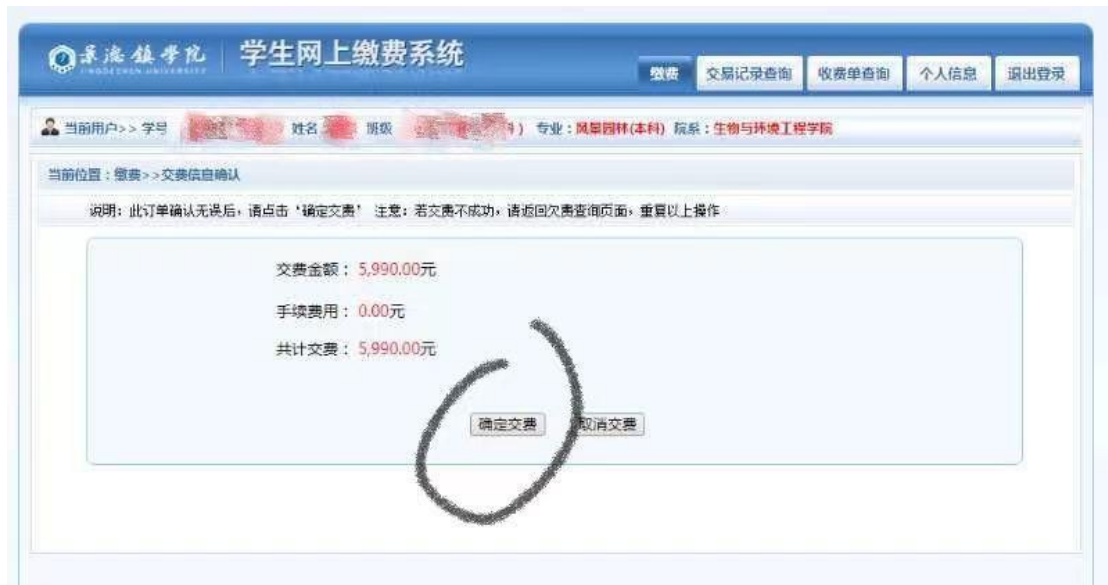 景德镇学院 学生网上缴费系统
JINGDEZHEN UNIVERSITY
缴费 交易记录查询 收费单查询 个人信息 退出登录
当前用户>> 学号 姓名 班级 ) 专业：风景园林(本科) 院系：生物与环境工程学院
当前位置：缴费>>交费信息确认
说明：此订单确认无误后，请点击‘确定交费’ 注意：若交费不成功，请返回欠费查询页面，重复以上操作
交费金额： 5,990.00元
手续费用： 0.00元
共计交费： 5,990.00元
确定交费 取消交费